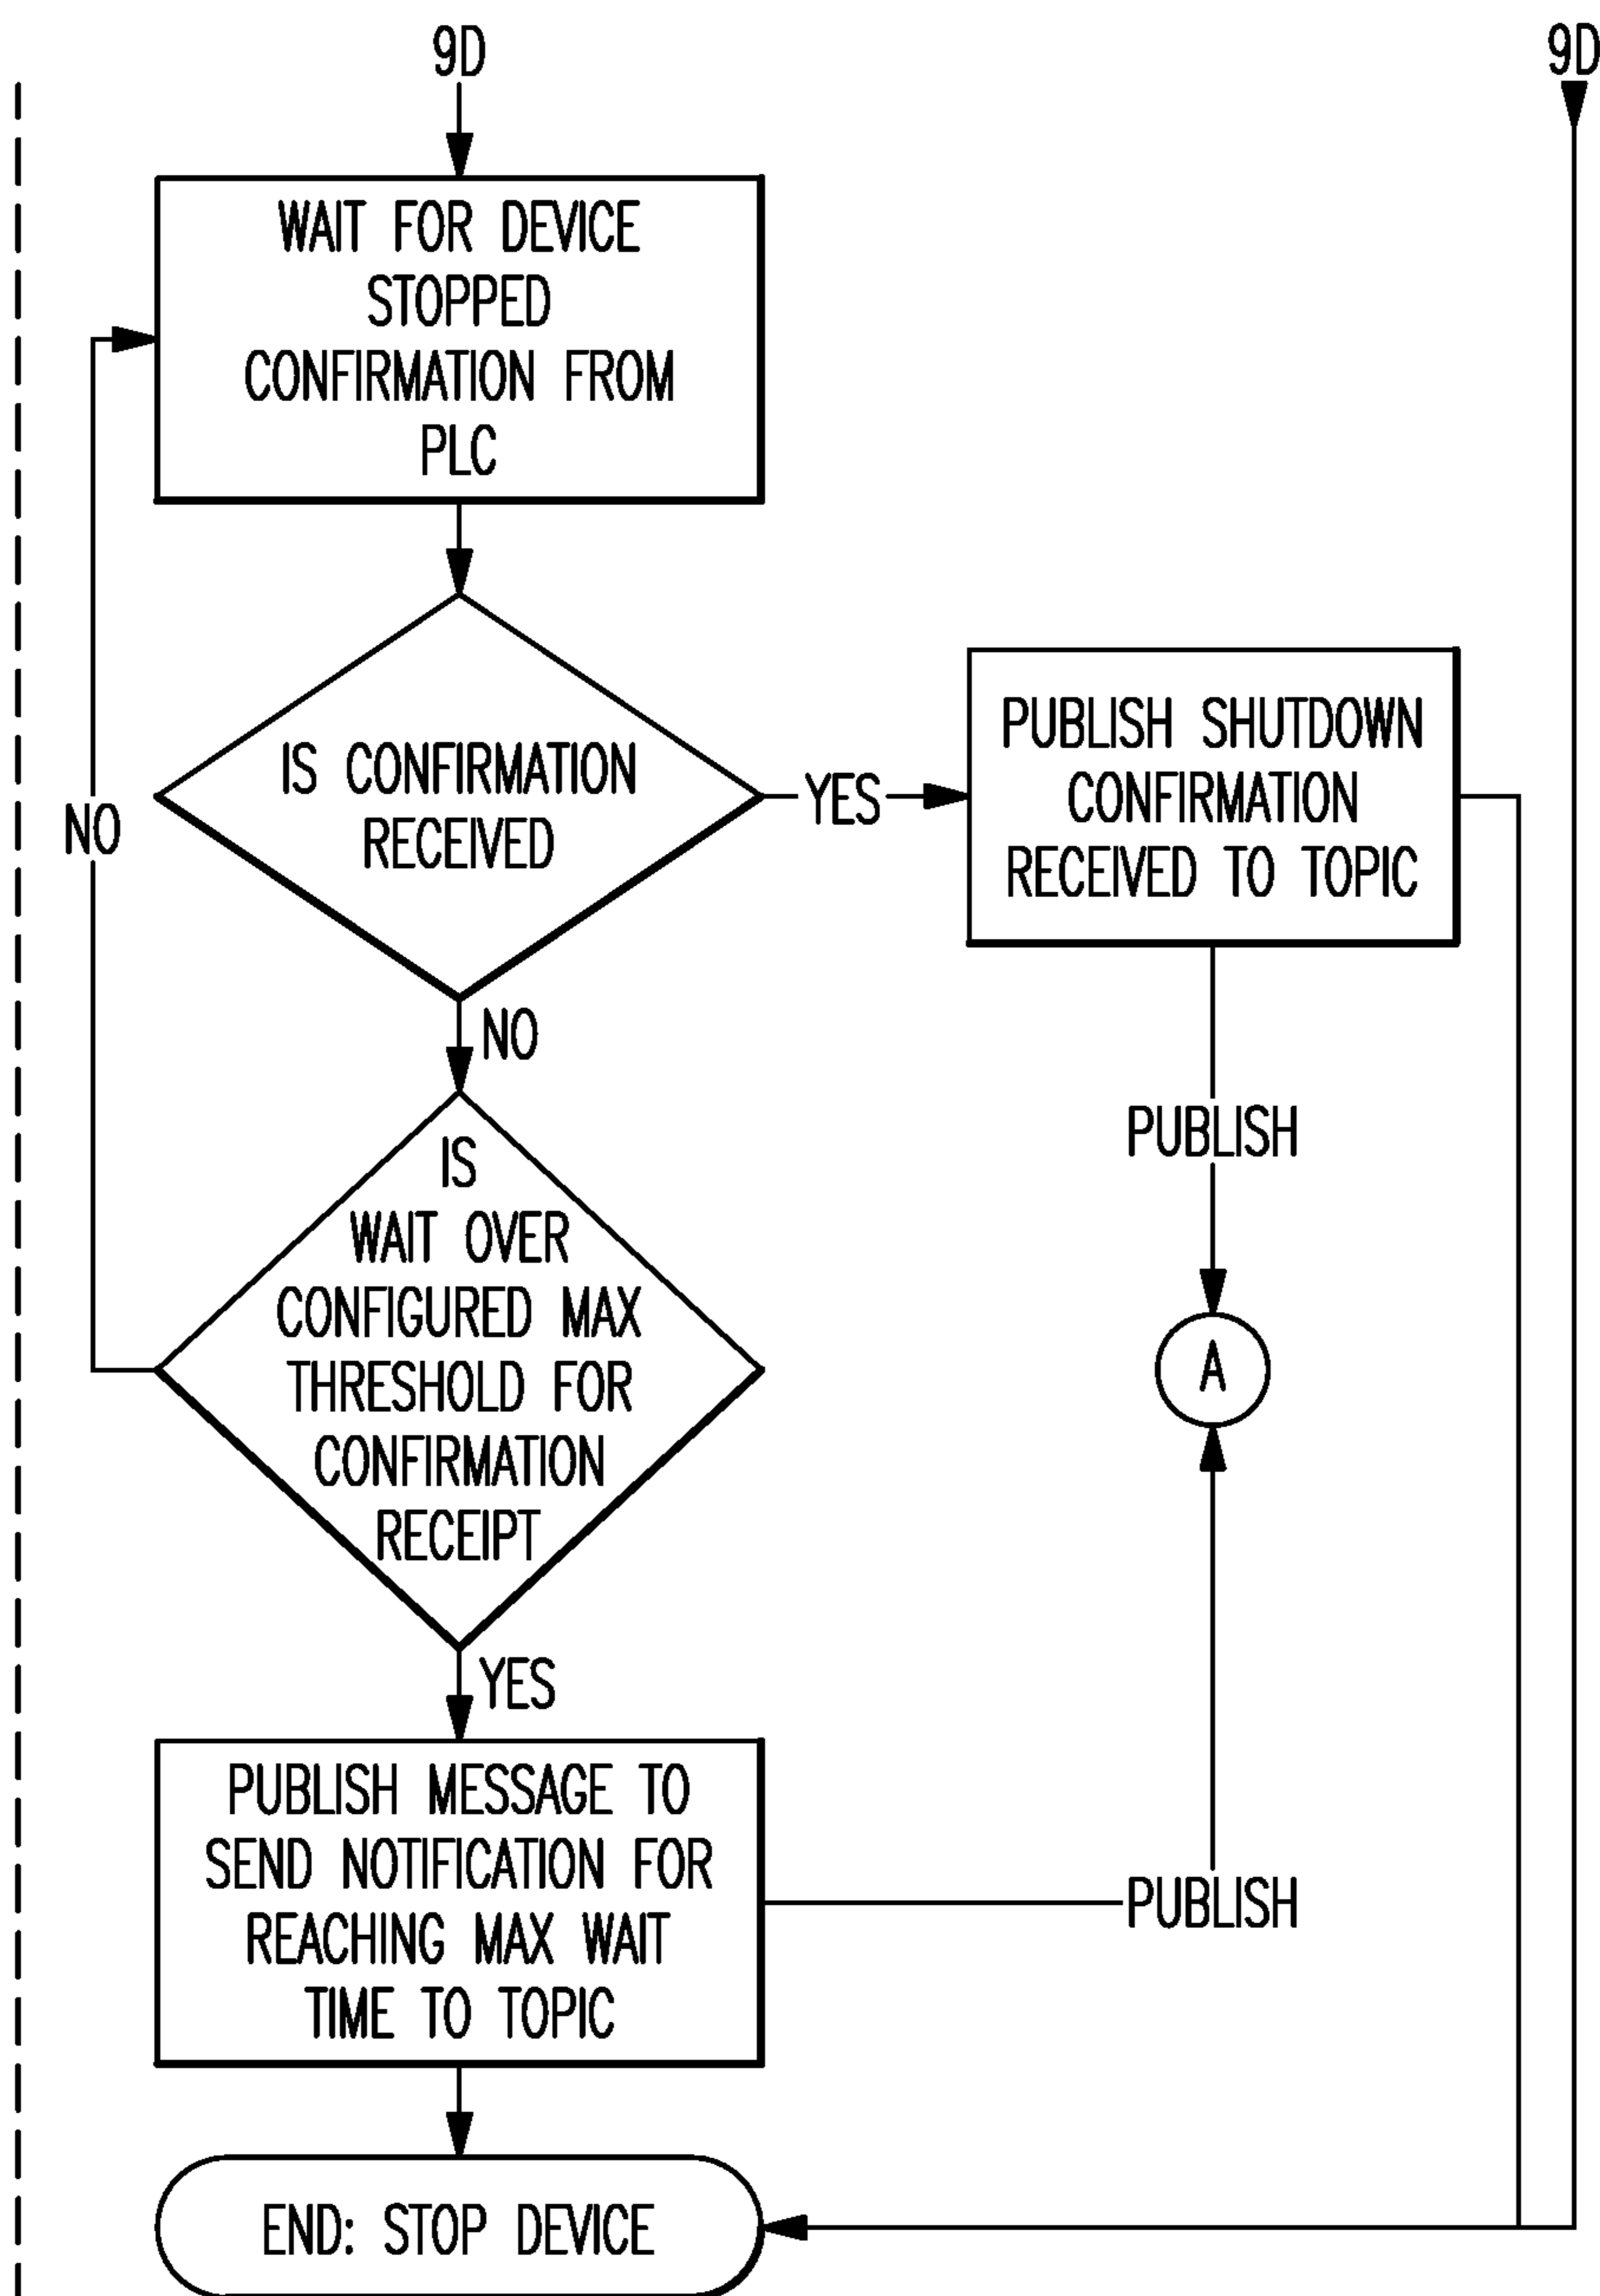 9D
9D
WAIT FOR DEVICE
STOPPED
CONFIRMATION FROM
PLC
IS CONFIRMATION
RECEIVED
YES
PUBLISH SHUTDOWN
CONFIRMATION
RECEIVED TO TOPIC
NO
NO
PUBLISH
IS
WAIT OVER
CONFIGURED MAX
THRESHOLD FOR
CONFIRMATION
RECEIPT
A
YES
PUBLISH MESSAGE TO
SEND NOTIFICATION FOR
REACHING MAX WAIT
TIME TO TOPIC
PUBLISH
END: STOP DEVICE